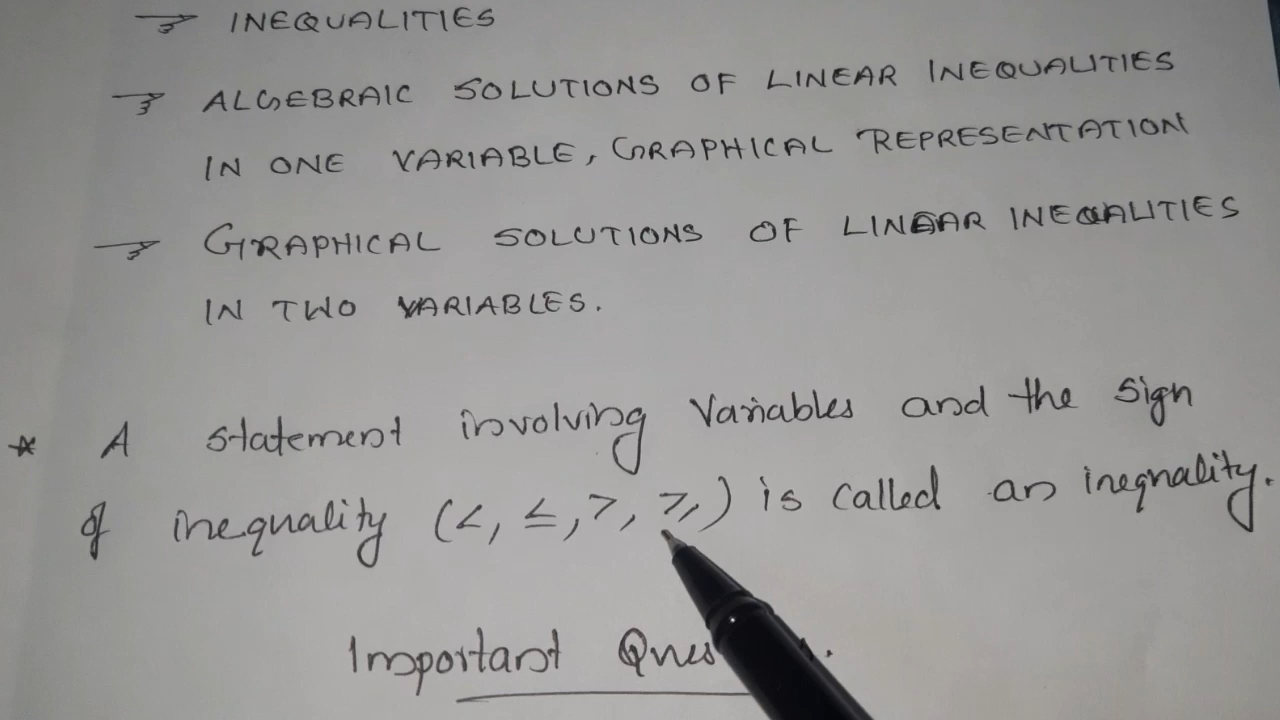 → INEQUALITIES
→ ALGEBRAIC SOLUTIONS OF LINEAR INEQUALITIES
IN ONE VARIABLE, GRAPHICAL REPRESENTATION
→ GRAPHICAL SOLUTIONS OF LINEAR INEQUALITIES
IN TWO VARIABLES.
* A statement involving Variables and the Sign
of inequality (<, ≤, >, ≥,) is called an inequality.
Important